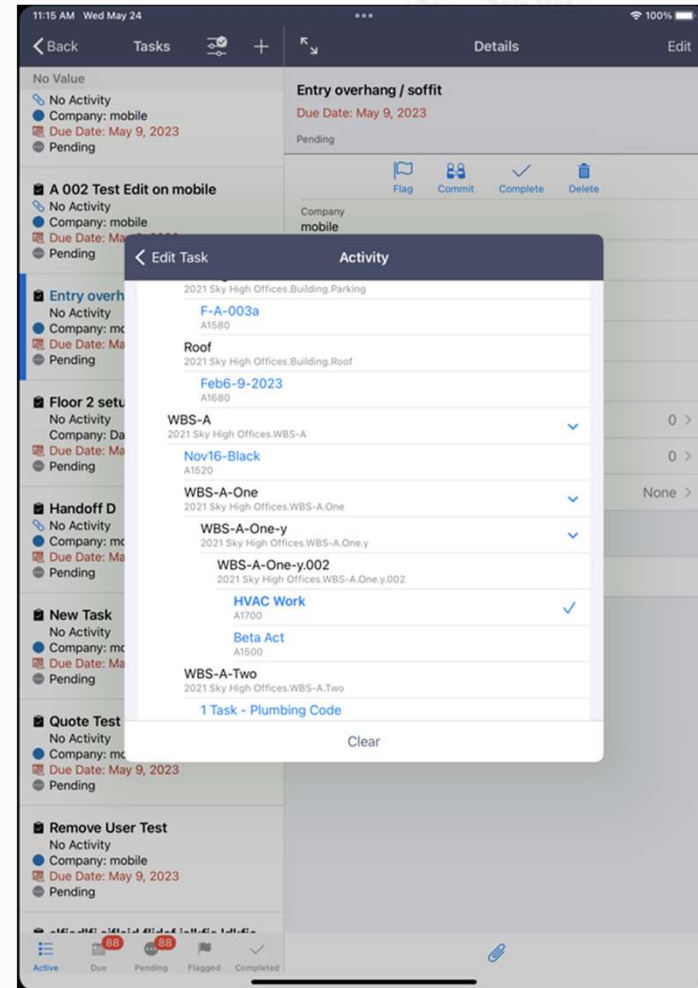 11:15 AM Wed May 24
100%
Back
Tasks
Details
Edit
No Value
No Activity
Company: mobile
Due Date: May 9, 2023
Pending
A 002 Test Edit on mobile
No Activity
Company: mobile
Due Date: Ma
Pending
Entry overh
No Activity
Company: mo
Due Date: Ma
Pending
Floor 2 setu
No Activity
Company: Da
Due Date: Ma
Pending
Handoff D
No Activity
Company: mo
Due Date: Ma
Pending
New Task
No Activity
Company: mo
Due Date: Ma
Pending
Quote Test
No Activity
Company: mo
Due Date: May 9, 2023
Pending
Remove User Test
No Activity
Company: mobile
Due Date: May 9, 2023
Pending
88
88
Active
Due
Pending
Flagged
Completed
Entry overhang / soffit
Due Date: May 9, 2023
Pending
Flag
Commit
Complete
Delete
Company
mobile
0
0
None
Edit Task
Activity
2021 Sky High Offices.Building.Parking
F-A-003a
A1580
Roof
2021 Sky High Offices.Building.Roof
Feb6-9-2023
A1680
WBS-A
2021 Sky High Offices.WBS-A
Nov16-Black
A1520
WBS-A-One
2021 Sky High Offices.WBS-A.One
WBS-A-One-y
2021 Sky High Offices.WBS-A.One.y
WBS-A-One-y.002
2021 Sky High Offices.WBS-A.One.y.002
HVAC Work
A1700
Beta Act
A1500
WBS-A-Two
2021 Sky High Offices.WBS-A.Two
1 Task - Plumbing Code
Clear